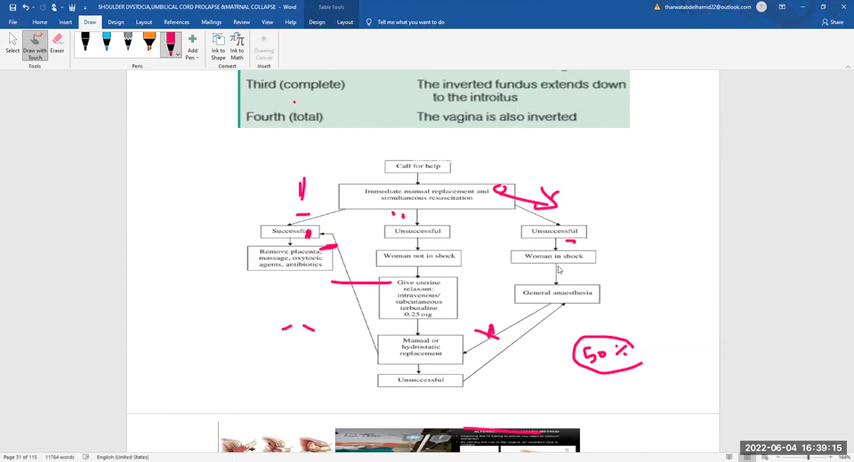 SHOULDER DYSTOCIA,UMBILICAL CORD PROLAPSE &MATERNAL COLLAPSE - Word
Table Tools
tharwatabdelhamid22@outlook.com
File Home Insert Draw Design Layout References Mailings Review View Help Design Layout Tell me what you want to do
Share
Select
Draw with Touch
Eraser
Add Pen
Ink to Shape
Ink to Math
Drawing Canvas
Tools Pens Convert Insert
Third (complete) The inverted fundus extends down
to the introitus
Fourth (total) The vagina is also inverted
Call for help
Immediate manual replacement and
simultaneous resuscitation
Successful
Unsuccessful
Unsuccessful
Remove placenta,
massage, oxytocic
agents, antibiotics
Woman not in shock
Woman in shock
Give uterine
relaxant:
intravenous/
subcutaneous
terbutaline
0.25 mg
General anaesthesia
Manual or
hydrostatic
replacement
50 %
Unsuccessful
2022-06-04 16:39:15
Page 31 of 115 11764 words English (United States)
164%